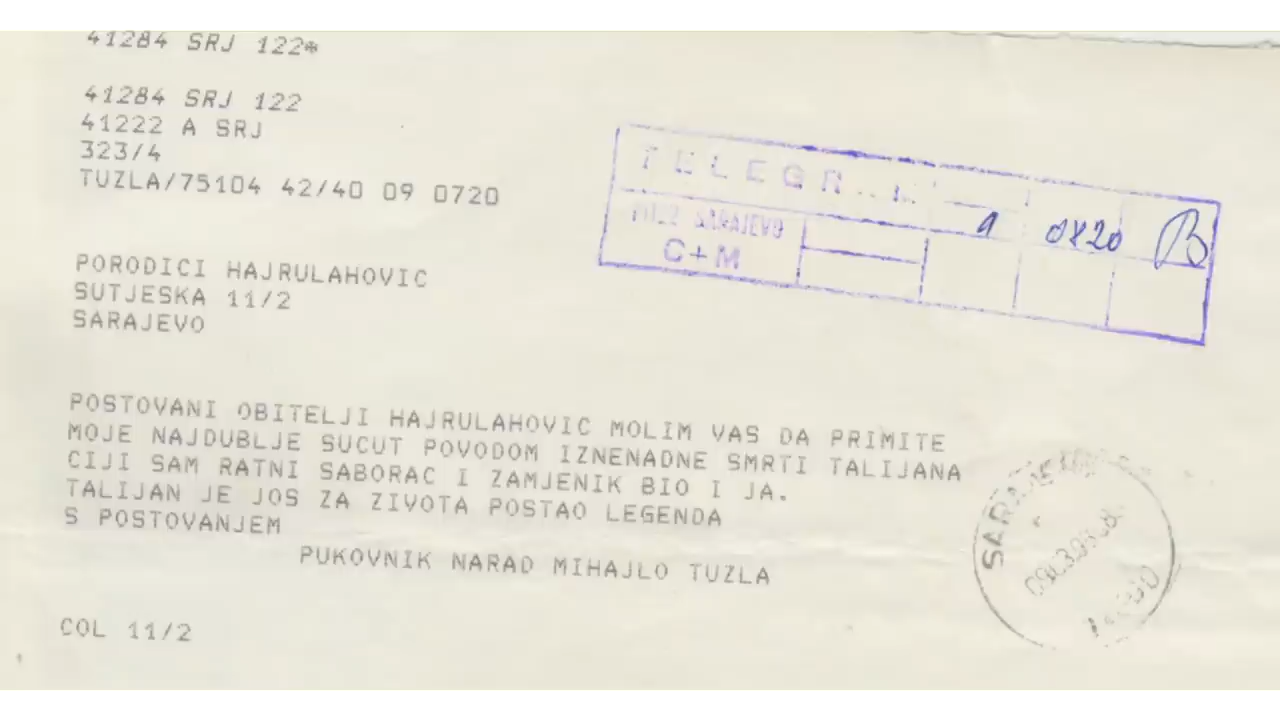 41284 SRJ 122*
41284 SRJ 122
41222 A SRJ
323/4
TUZLA/75104 42/40 09 0720
PORODICI HAJRULAHOVIC
SUTJESKA 11/2
SARAJEVO
TELEGR
SARAJEVO
C+M
9
0820
B
POSTOVANI OBITELJI HAJRULAHOVIC MOLIM VAS DA PRIMITE
MOJE NAJDUBLJE SUCUT POVODOM IZNENADNE SMRTI TALIJANA
CIJI SAM RATNI SABORAC I ZAMJENIK BIO I JA.
TALIJAN JE JOS ZA ZIVOTA POSTAO LEGENDA
S POSTOVANJEM
PUKOVNIK NARAD MIHAJLO TUZLA
COL 11/2